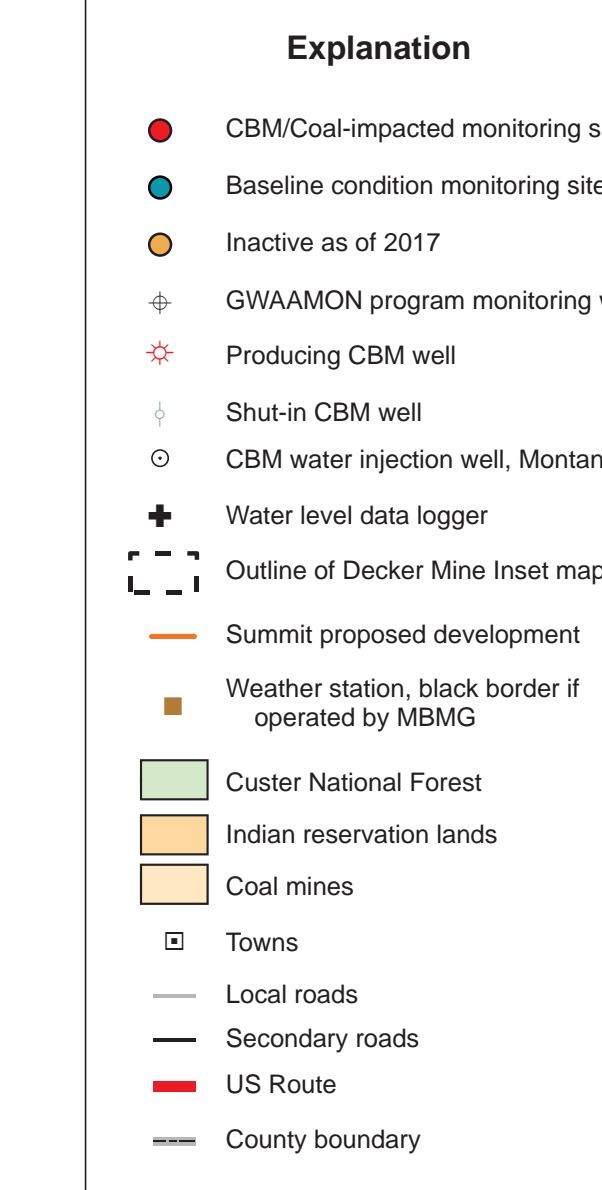 Explanation
CBM/Coal-impacted monitoring
Baseline condition monitoring site
Inactive as of 2017
GWAAMON program monitoring
Producing CBM well
Shut-in CBM well
CBM water injection well, Montan
Water level data logger
Outline of Decker Mine Inset map
Summit proposed development
Weather station, black border if
operated by MBMG
Custer National Forest
Indian reservation lands
Coal mines
Towns
Local roads
Secondary roads
US Route
County boundary